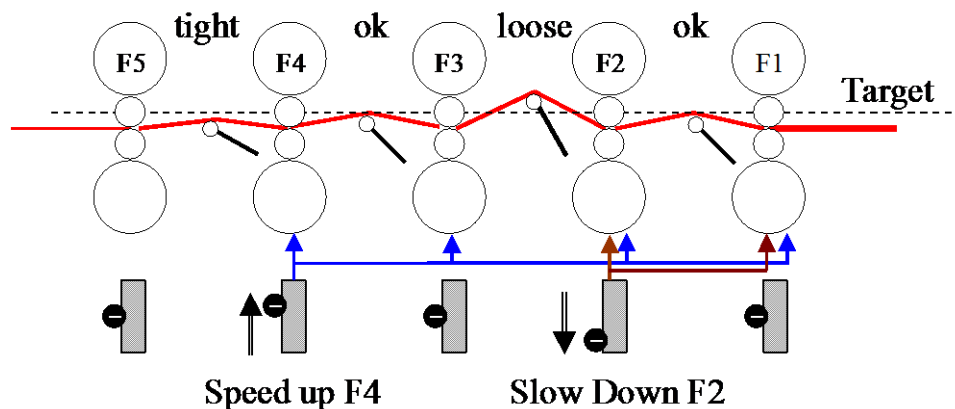 tight ok loose ok
F5 F4 F3 F2 F1
Target
Speed up F4 Slow Down F2